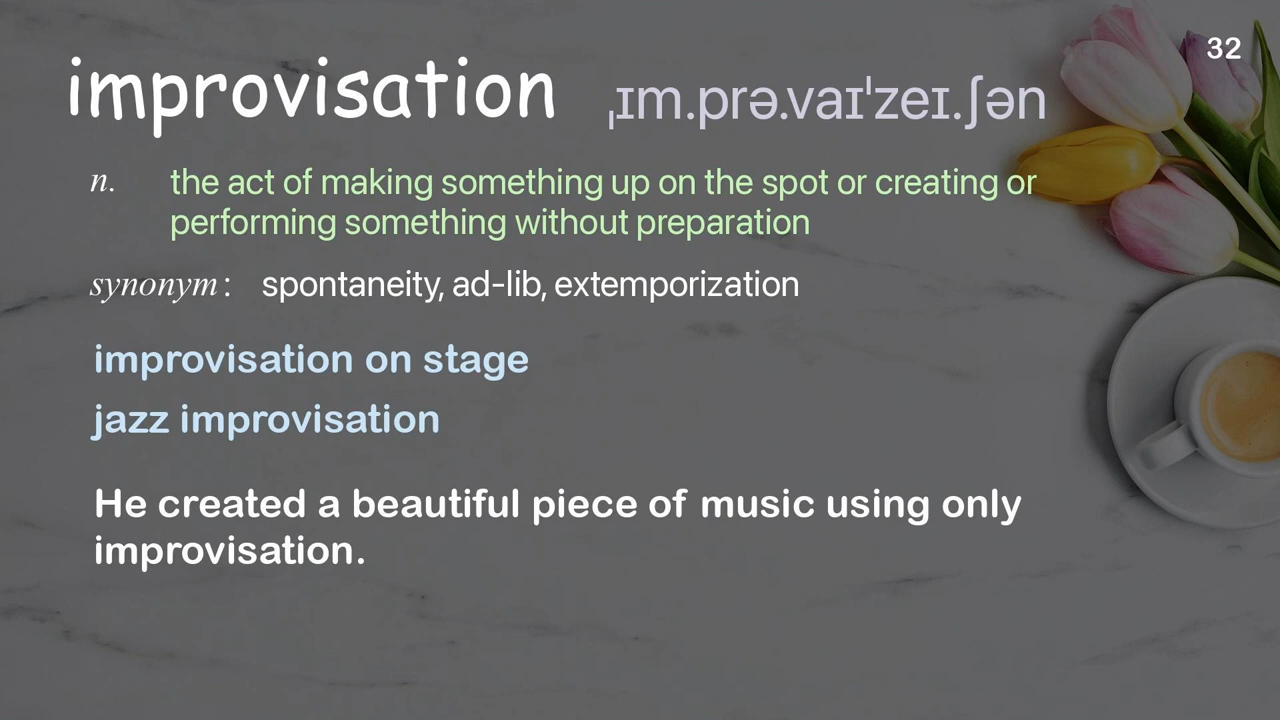 32
improvisation ˌɪm.prə.vaɪˈzeɪ.ʃən
n. the act of making something up on the spot or creating or
performing something without preparation
synonym: spontaneity, ad-lib, extemporization
improvisation on stage
jazz improvisation
He created a beautiful piece of music using only
improvisation.